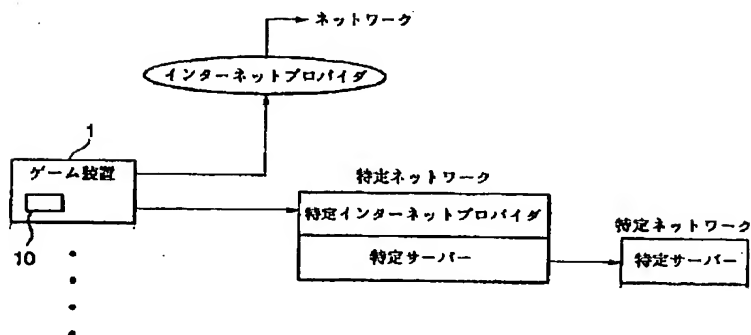 ネットワーク
インターネットプロバイダ
1
ゲーム装置
10
特定ネットワーク
特定インターネットプロバイダ
特定サーバー
特定ネットワーク
特定サーバー